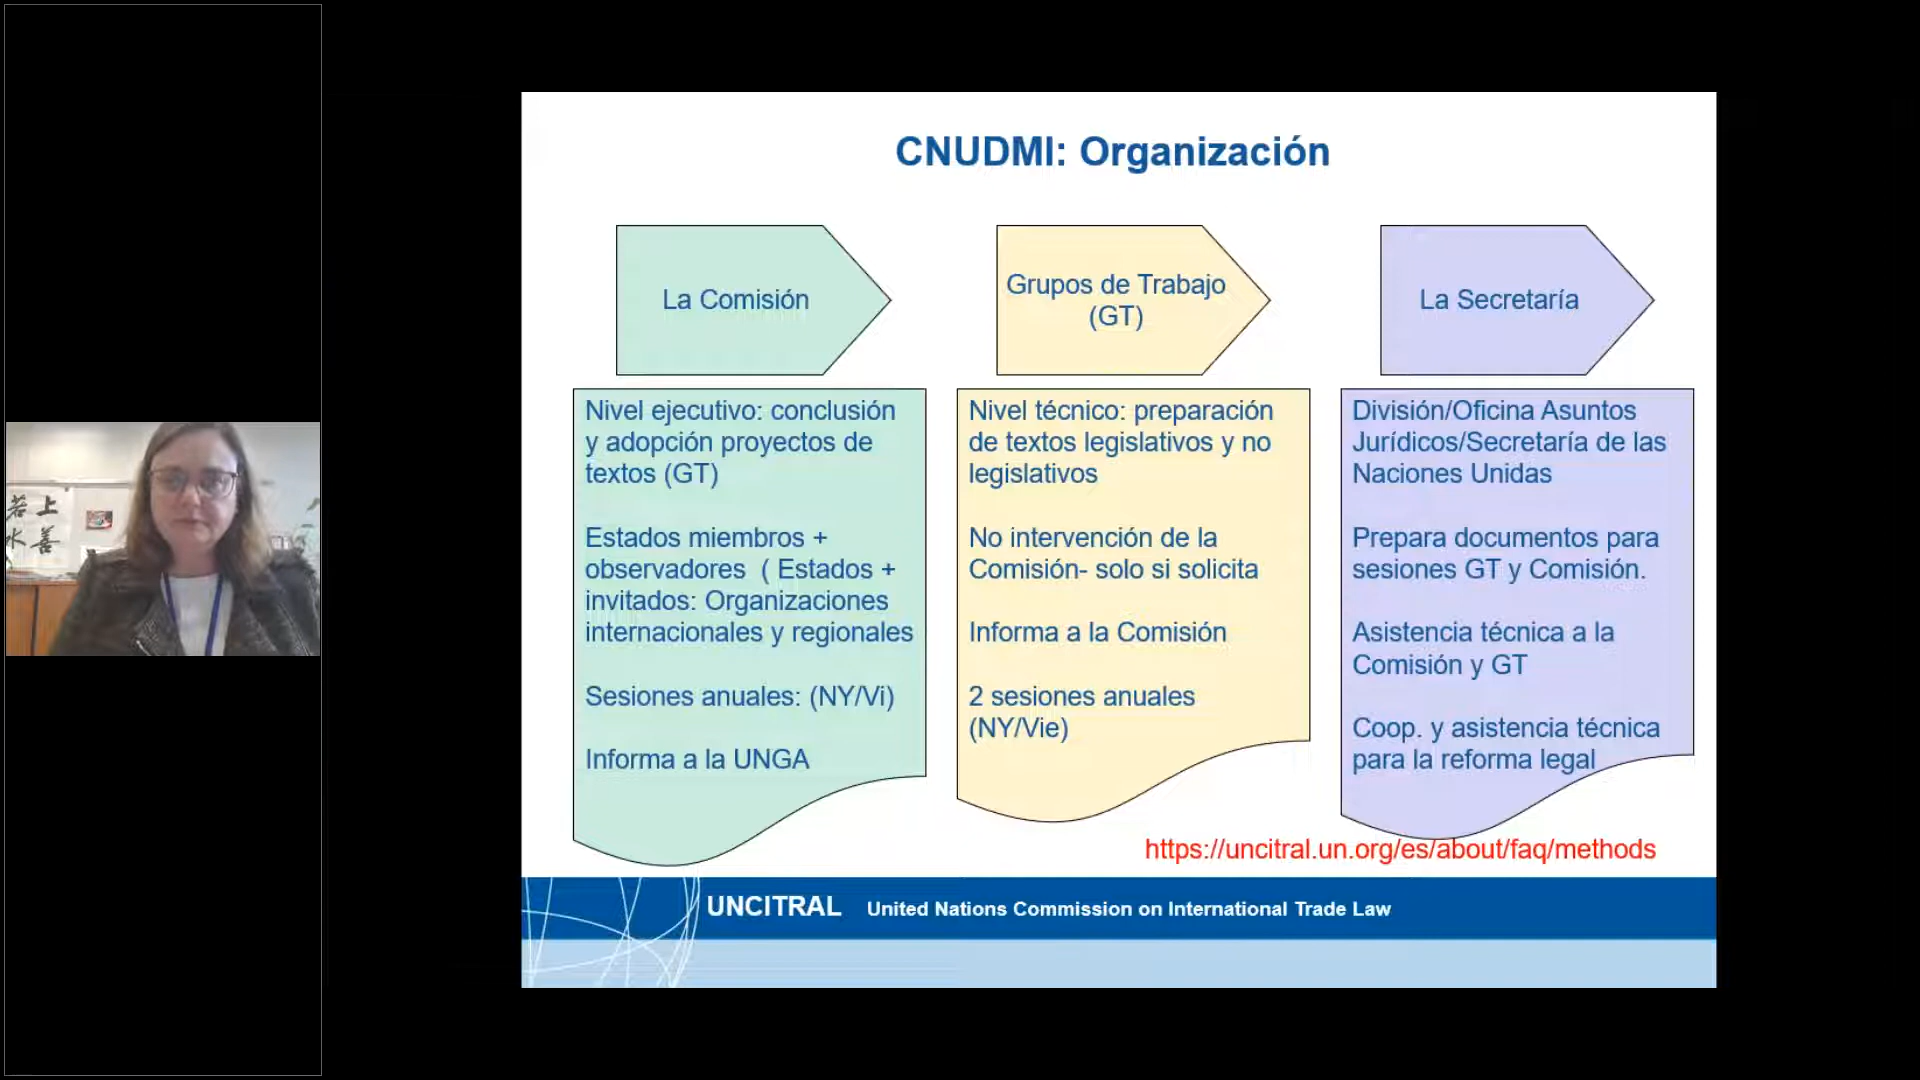 CNUDMI: Organización
La Comisión
Nivel ejecutivo: conclusión
y adopción proyectos de
textos (GT)
Estados miembros +
observadores ( Estados +
invitados: Organizaciones
internacionales y regionales
Sesiones anuales: (NY/Vi)
Informa a la UNGA
Grupos de Trabajo
(GT)
Nivel técnico: preparación
de textos legislativos y no
legislativos
No intervención de la
Comisión- solo si solicita
Informa a la Comisión
2 sesiones anuales
(NY/Vie)
La Secretaría
División/Oficina Asuntos
Jurídicos/Secretaría de las
Naciones Unidas
Prepara documentos para
sesiones GT y Comisión.
Asistencia técnica a la
Comisión y GT
Coop. y asistencia técnica
para la reforma legal
https://uncitral.un.org/es/about/faq/methods
UNCITRAL United Nations Commission on International Trade Law
上善
若水